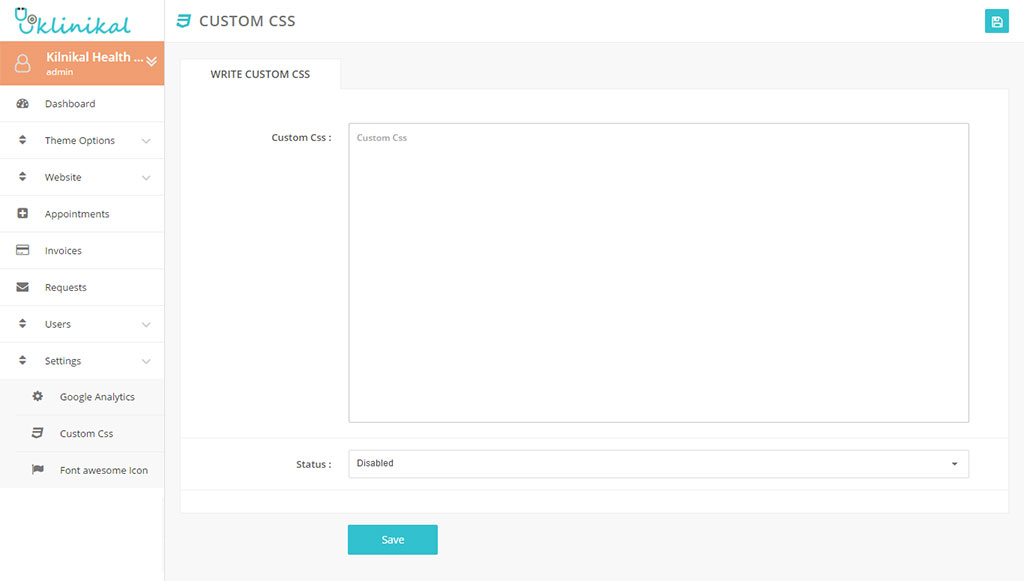 klinikal
CUSTOM CSS
Kilnikal Health ...
admin
Dashboard
Theme Options
Website
Appointments
Invoices
Requests
Users
Settings
Google Analytics
Custom Css
Font awesome Icon
WRITE CUSTOM CSS
Custom Css :
Custom Css
Status :
Disabled
Save